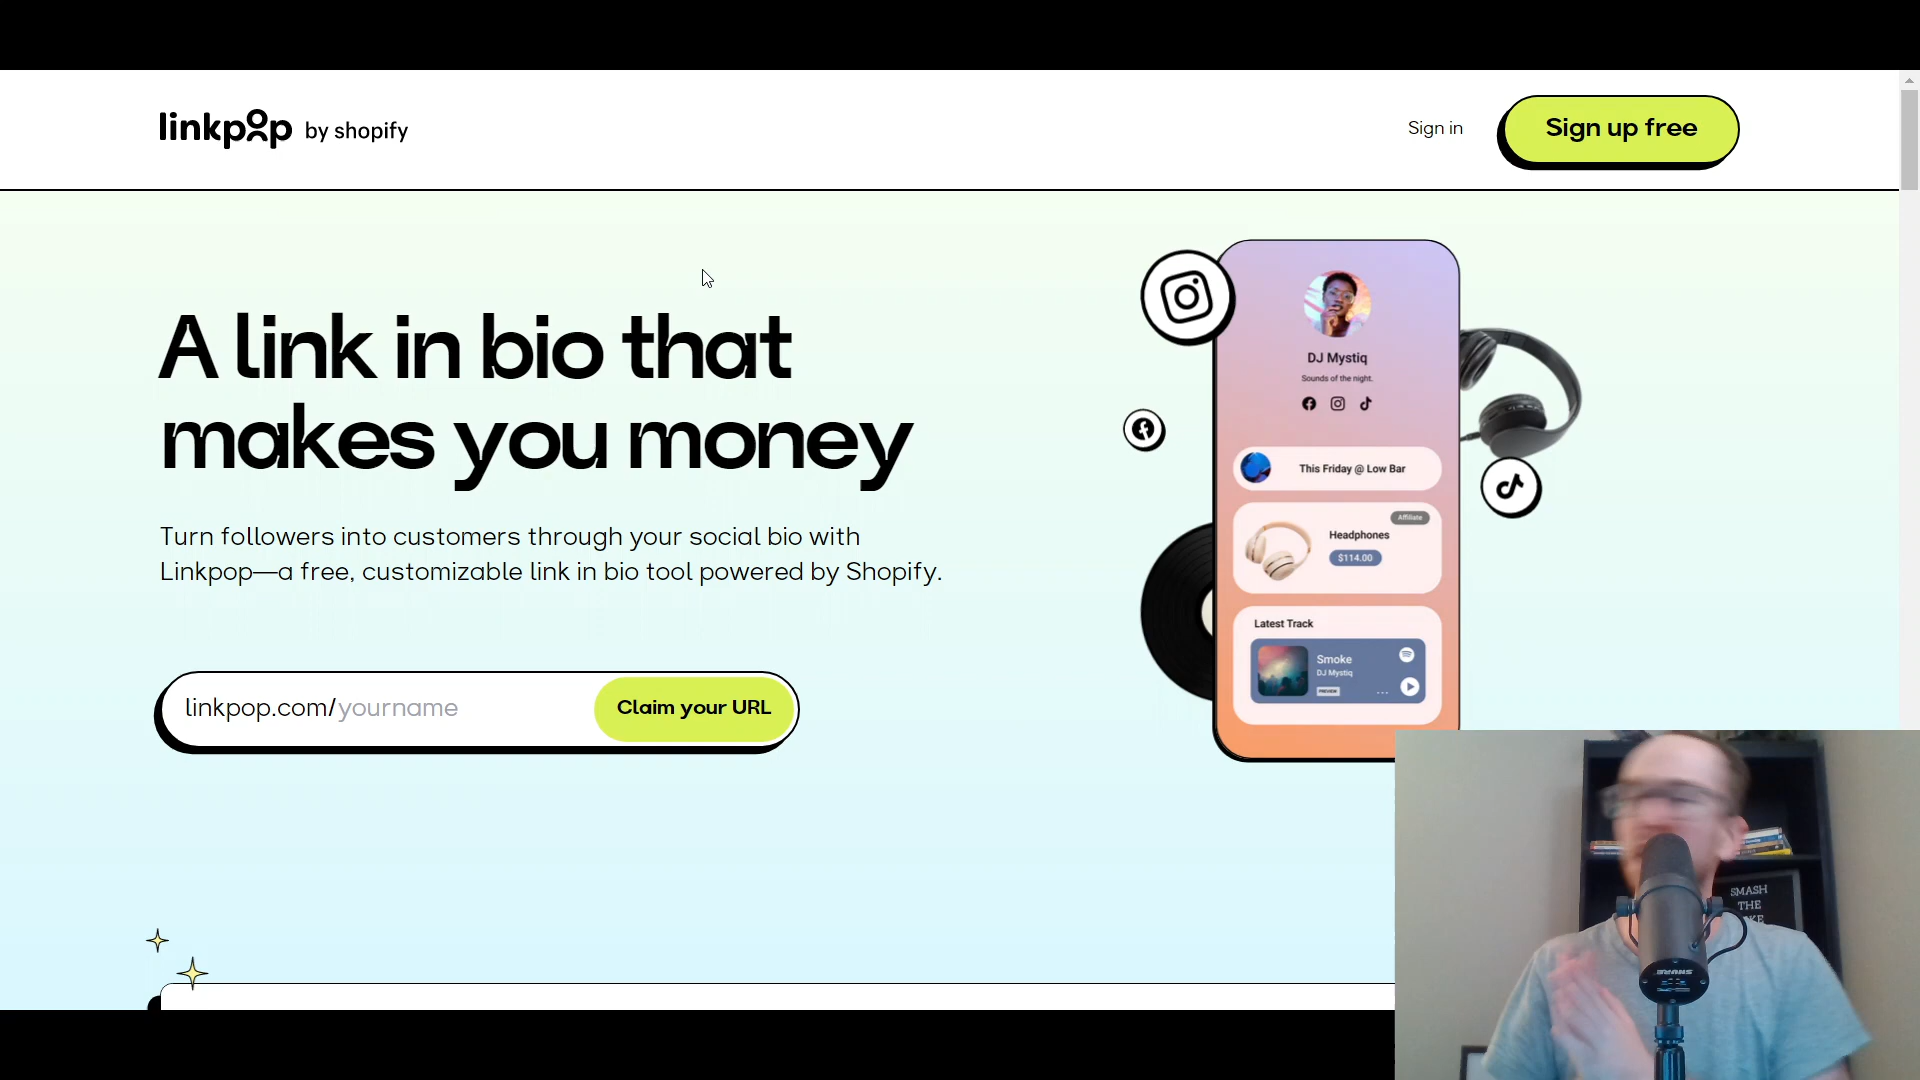 linkpop by shopify
Sign in
Sign up free
A link in bio that
makes you money
Turn followers into customers through your social bio with
Linkpop—a free, customizable link in bio tool powered by Shopify.
linkpop.com/yourname
Claim your URL
DJ Mystiq
Sounds of the night.
This Friday @ Low Bar
Affiliate
Headphones
$114.00
Latest Track
Smoke
DJ Mystiq
PREVIEW
SMASH
THE
SHURE